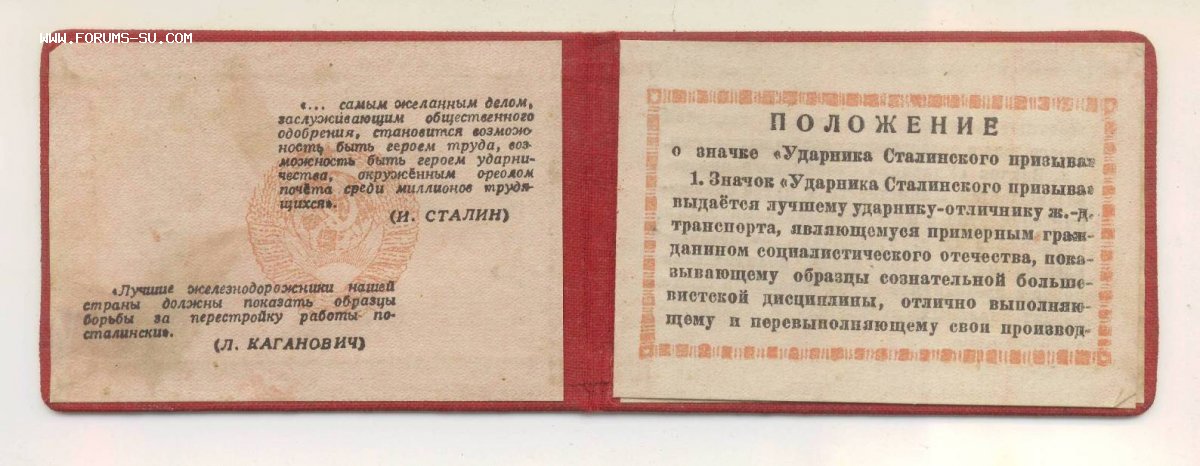 WWW.FORUMS-SU.COM
«... самым желанным делом,
заслуживающим общественного
одобрения, становится возмож-
ность быть героем труда, воз-
можность быть героем ударни-
чества, окружённым ореолом
почёта среди миллионов трудя-
щихся».
(И. СТАЛИН)
«Лучшие железнодорожники нашей
страны должны показать образцы
борьбы за перестройку работы по-
сталински».
(Л. КАГАНОВИЧ)
ПОЛОЖЕНИЕ
о значке «Ударника Сталинского призыва»
1. Значок «Ударника Сталинского призыва»
выдаётся лучшему ударнику-отличнику ж.-д.
транспорта, являющемуся примерным граж-
данином социалистического отечества, пока-
зывающему образцы сознательной больше-
вистской дисциплины, отлично выполняю-
щему и перевыполняющему свои производ-